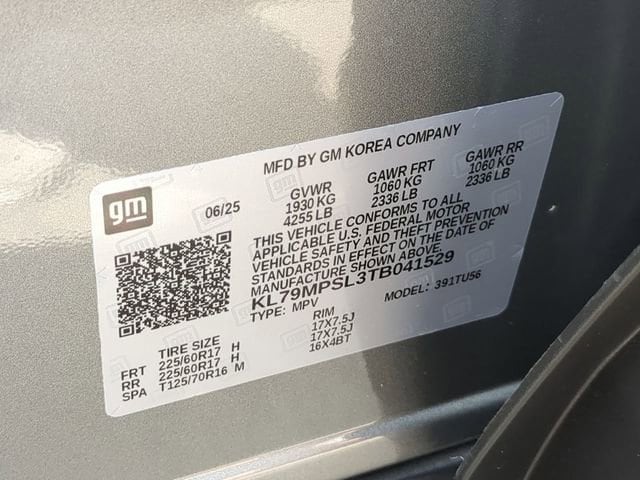 MFD BY GM KOREA COMPANY
gm
06/25
GVWR GAWR FRT GAWR RR
1930 KG 1060 KG 1060 KG
4255 LB 2336 LB 2336 LB
THIS VEHICLE CONFORMS TO ALL
APPLICABLE U.S. FEDERAL MOTOR
VEHICLE SAFETY AND THEFT PREVENTION
STANDARDS IN EFFECT ON THE DATE OF
MANUFACTURE SHOWN ABOVE.
KL79MPSL3TB041529
TYPE: MPV MODEL: 391TU56
TIRE SIZE RIM
FRT 225/60R17 H 17X7.5J
RR 225/60R17 H 17X7.5J
SPA T125/70R16 M 16X4BT